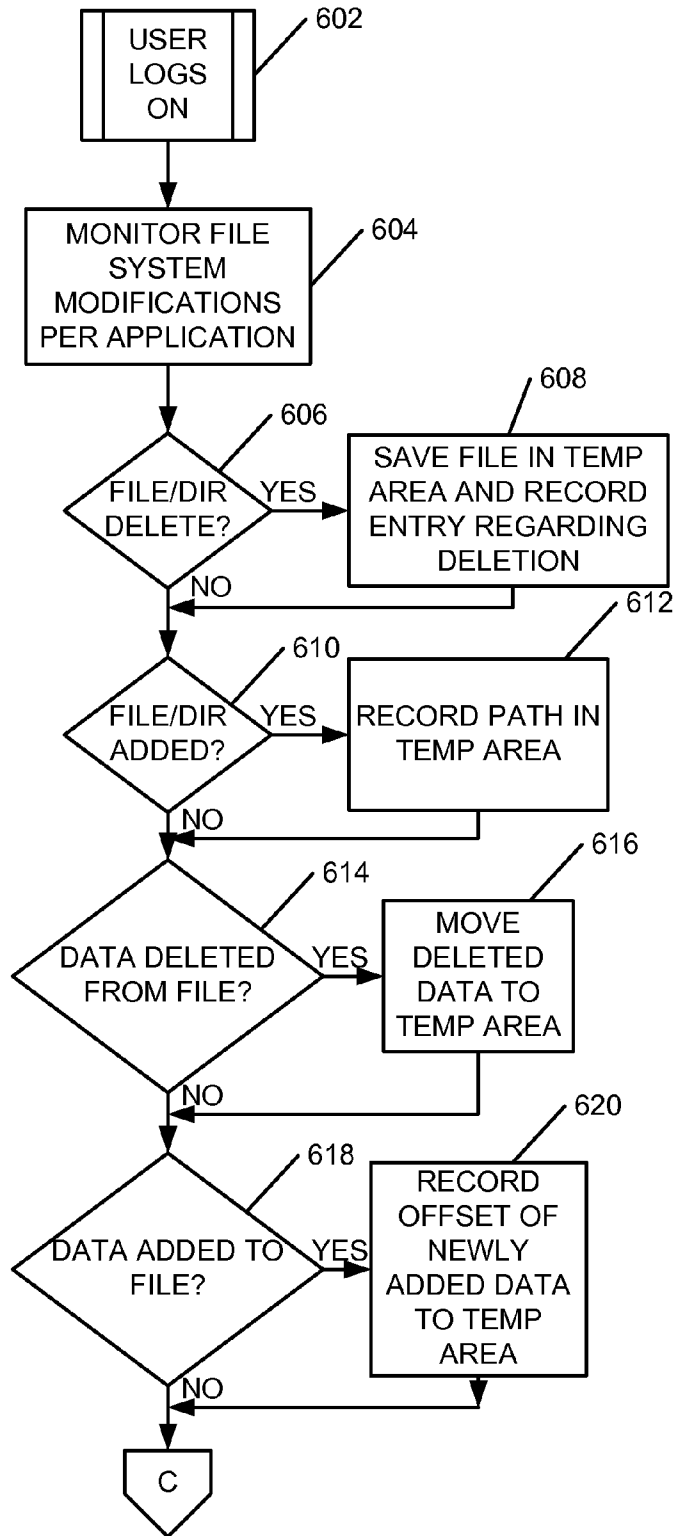 602
USER
LOGS
ON
604
MONITOR FILE
SYSTEM
MODIFICATIONS
PER APPLICATION
606
FILE/DIR
DELETE?
YES
NO
608
SAVE FILE IN TEMP
AREA AND RECORD
ENTRY REGARDING
DELETION
610
FILE/DIR
ADDED?
YES
NO
612
RECORD PATH IN
TEMP AREA
614
DATA DELETED
FROM FILE?
YES
NO
616
MOVE
DELETED
DATA TO
TEMP AREA
618
DATA ADDED TO
FILE?
YES
NO
620
RECORD
OFFSET OF
NEWLY
ADDED DATA
TO TEMP
AREA
C